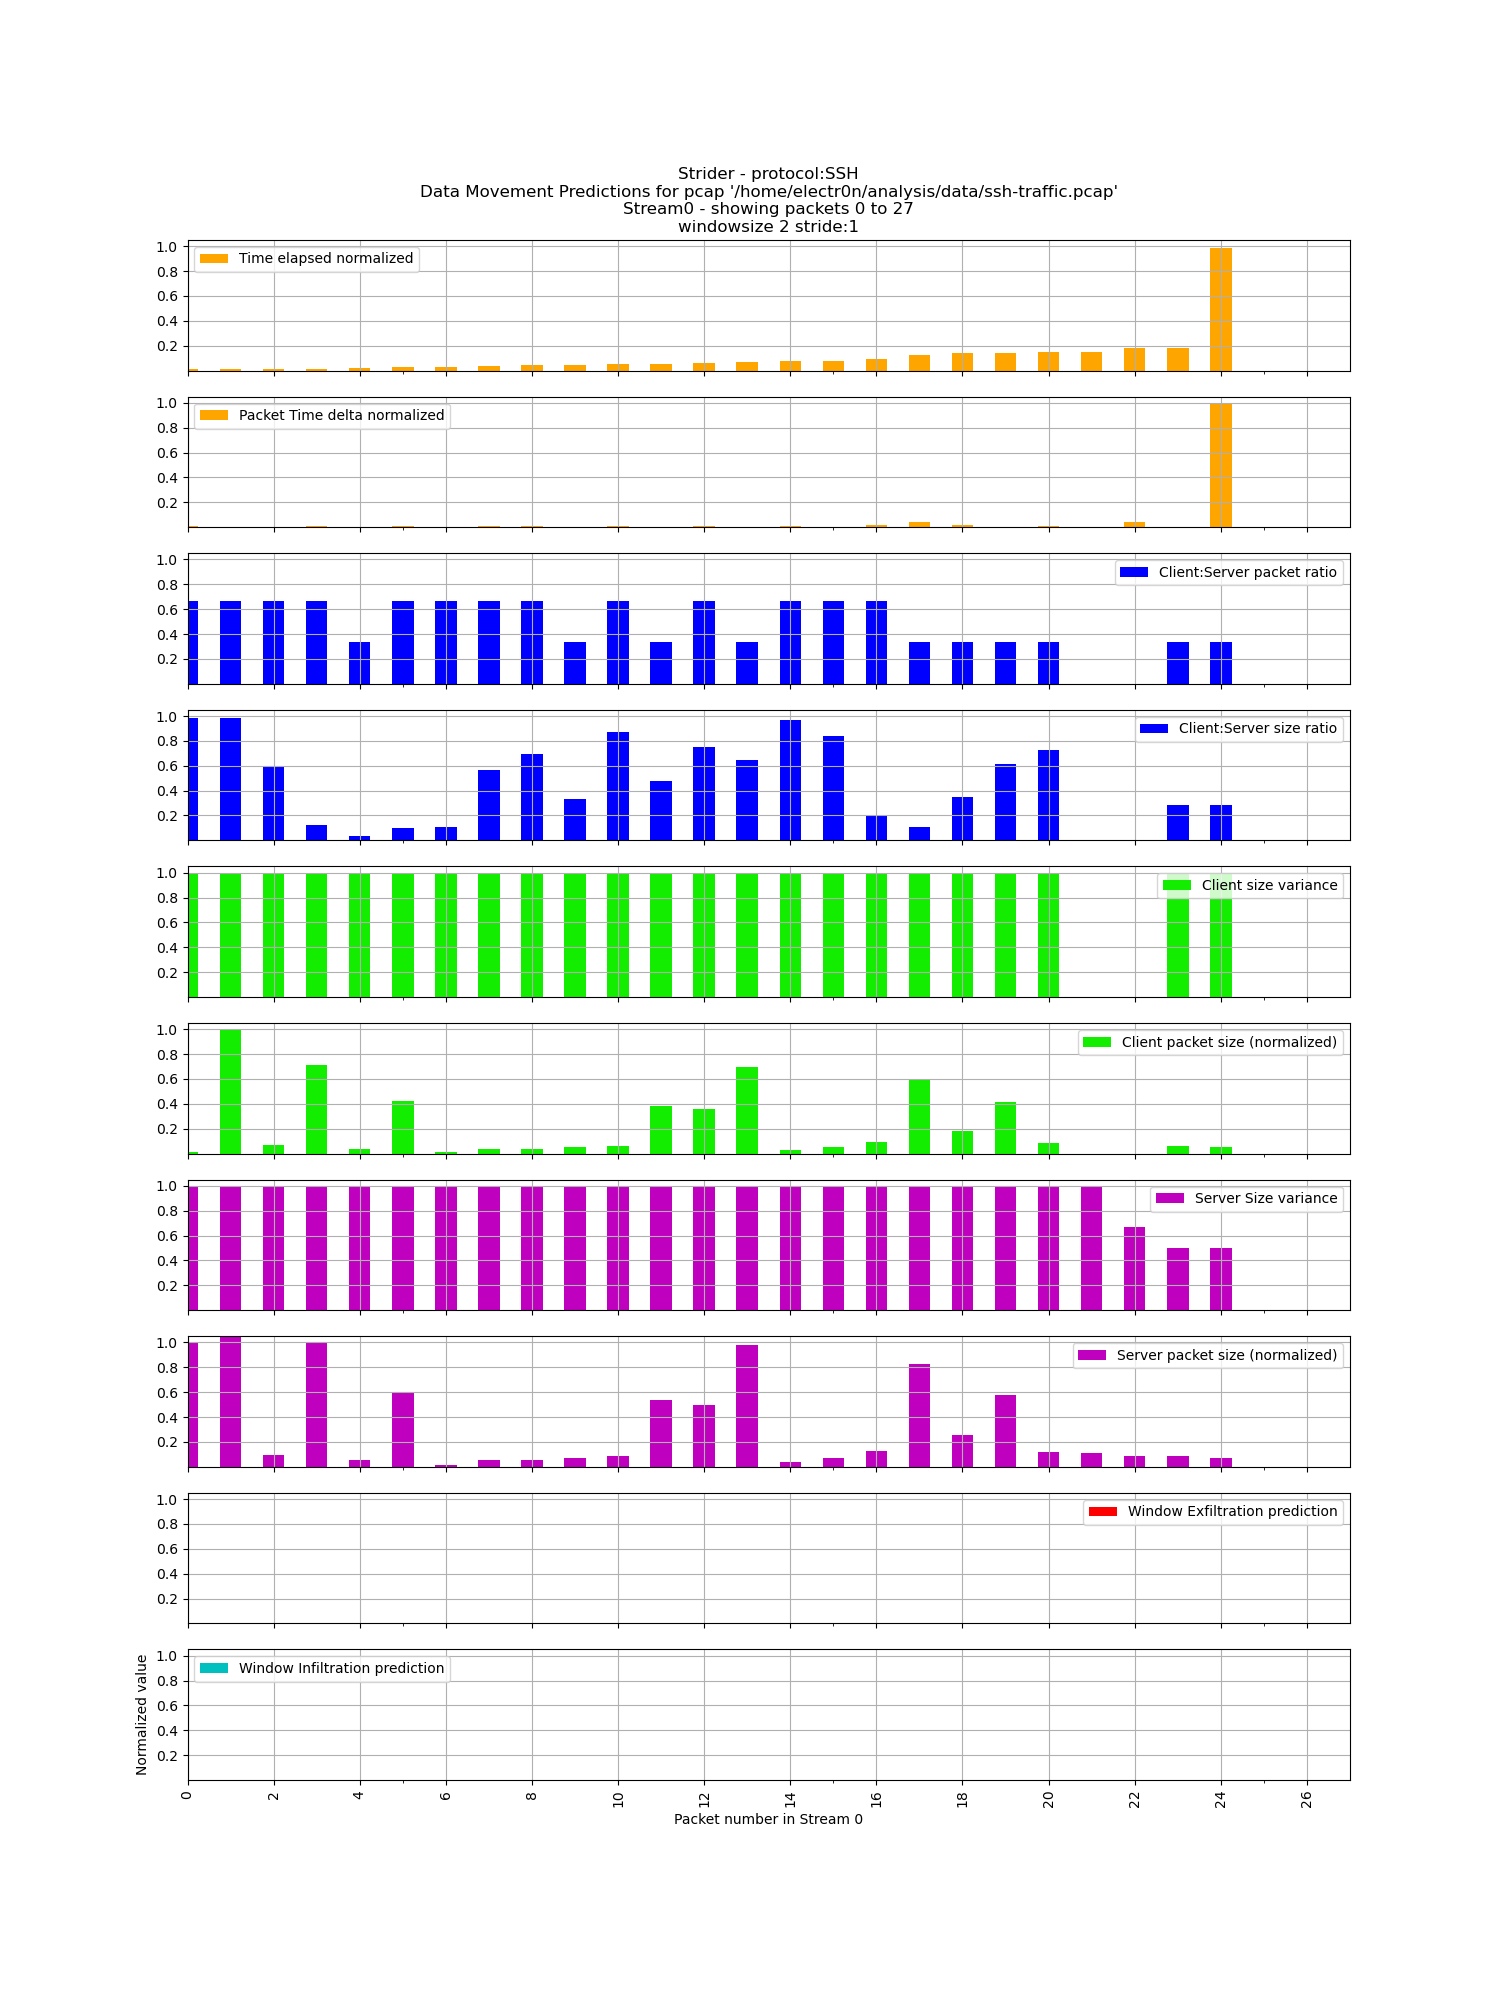 Strider - protocol:SSH
Data Movement Predictions for pcap '/home/electr0n/analysis/data/ssh-traffic.pcap'
Stream0 - showing packets 0 to 27
windowsize 2 stride:1
1.0
0.8
0.6
0.4
0.2
Time elapsed normalized
1.0
0.8
0.6
0.4
0.2
Packet Time delta normalized
1.0
0.8
0.6
0.4
0.2
Client:Server packet ratio
1.0
0.8
0.6
0.4
0.2
Client:Server size ratio
1.0
0.8
0.6
0.4
0.2
Client size variance
1.0
0.8
0.6
0.4
0.2
Client packet size (normalized)
1.0
0.8
0.6
0.4
0.2
Server Size variance
1.0
0.8
0.6
0.4
0.2
Server packet size (normalized)
1.0
0.8
0.6
0.4
0.2
Window Exfiltration prediction
1.0
0.8
0.6
0.4
0.2
Window Infiltration prediction
Normalized value
0 2 4 6 8 10 12 14 16 18 20 22 24 26
Packet number in Stream 0